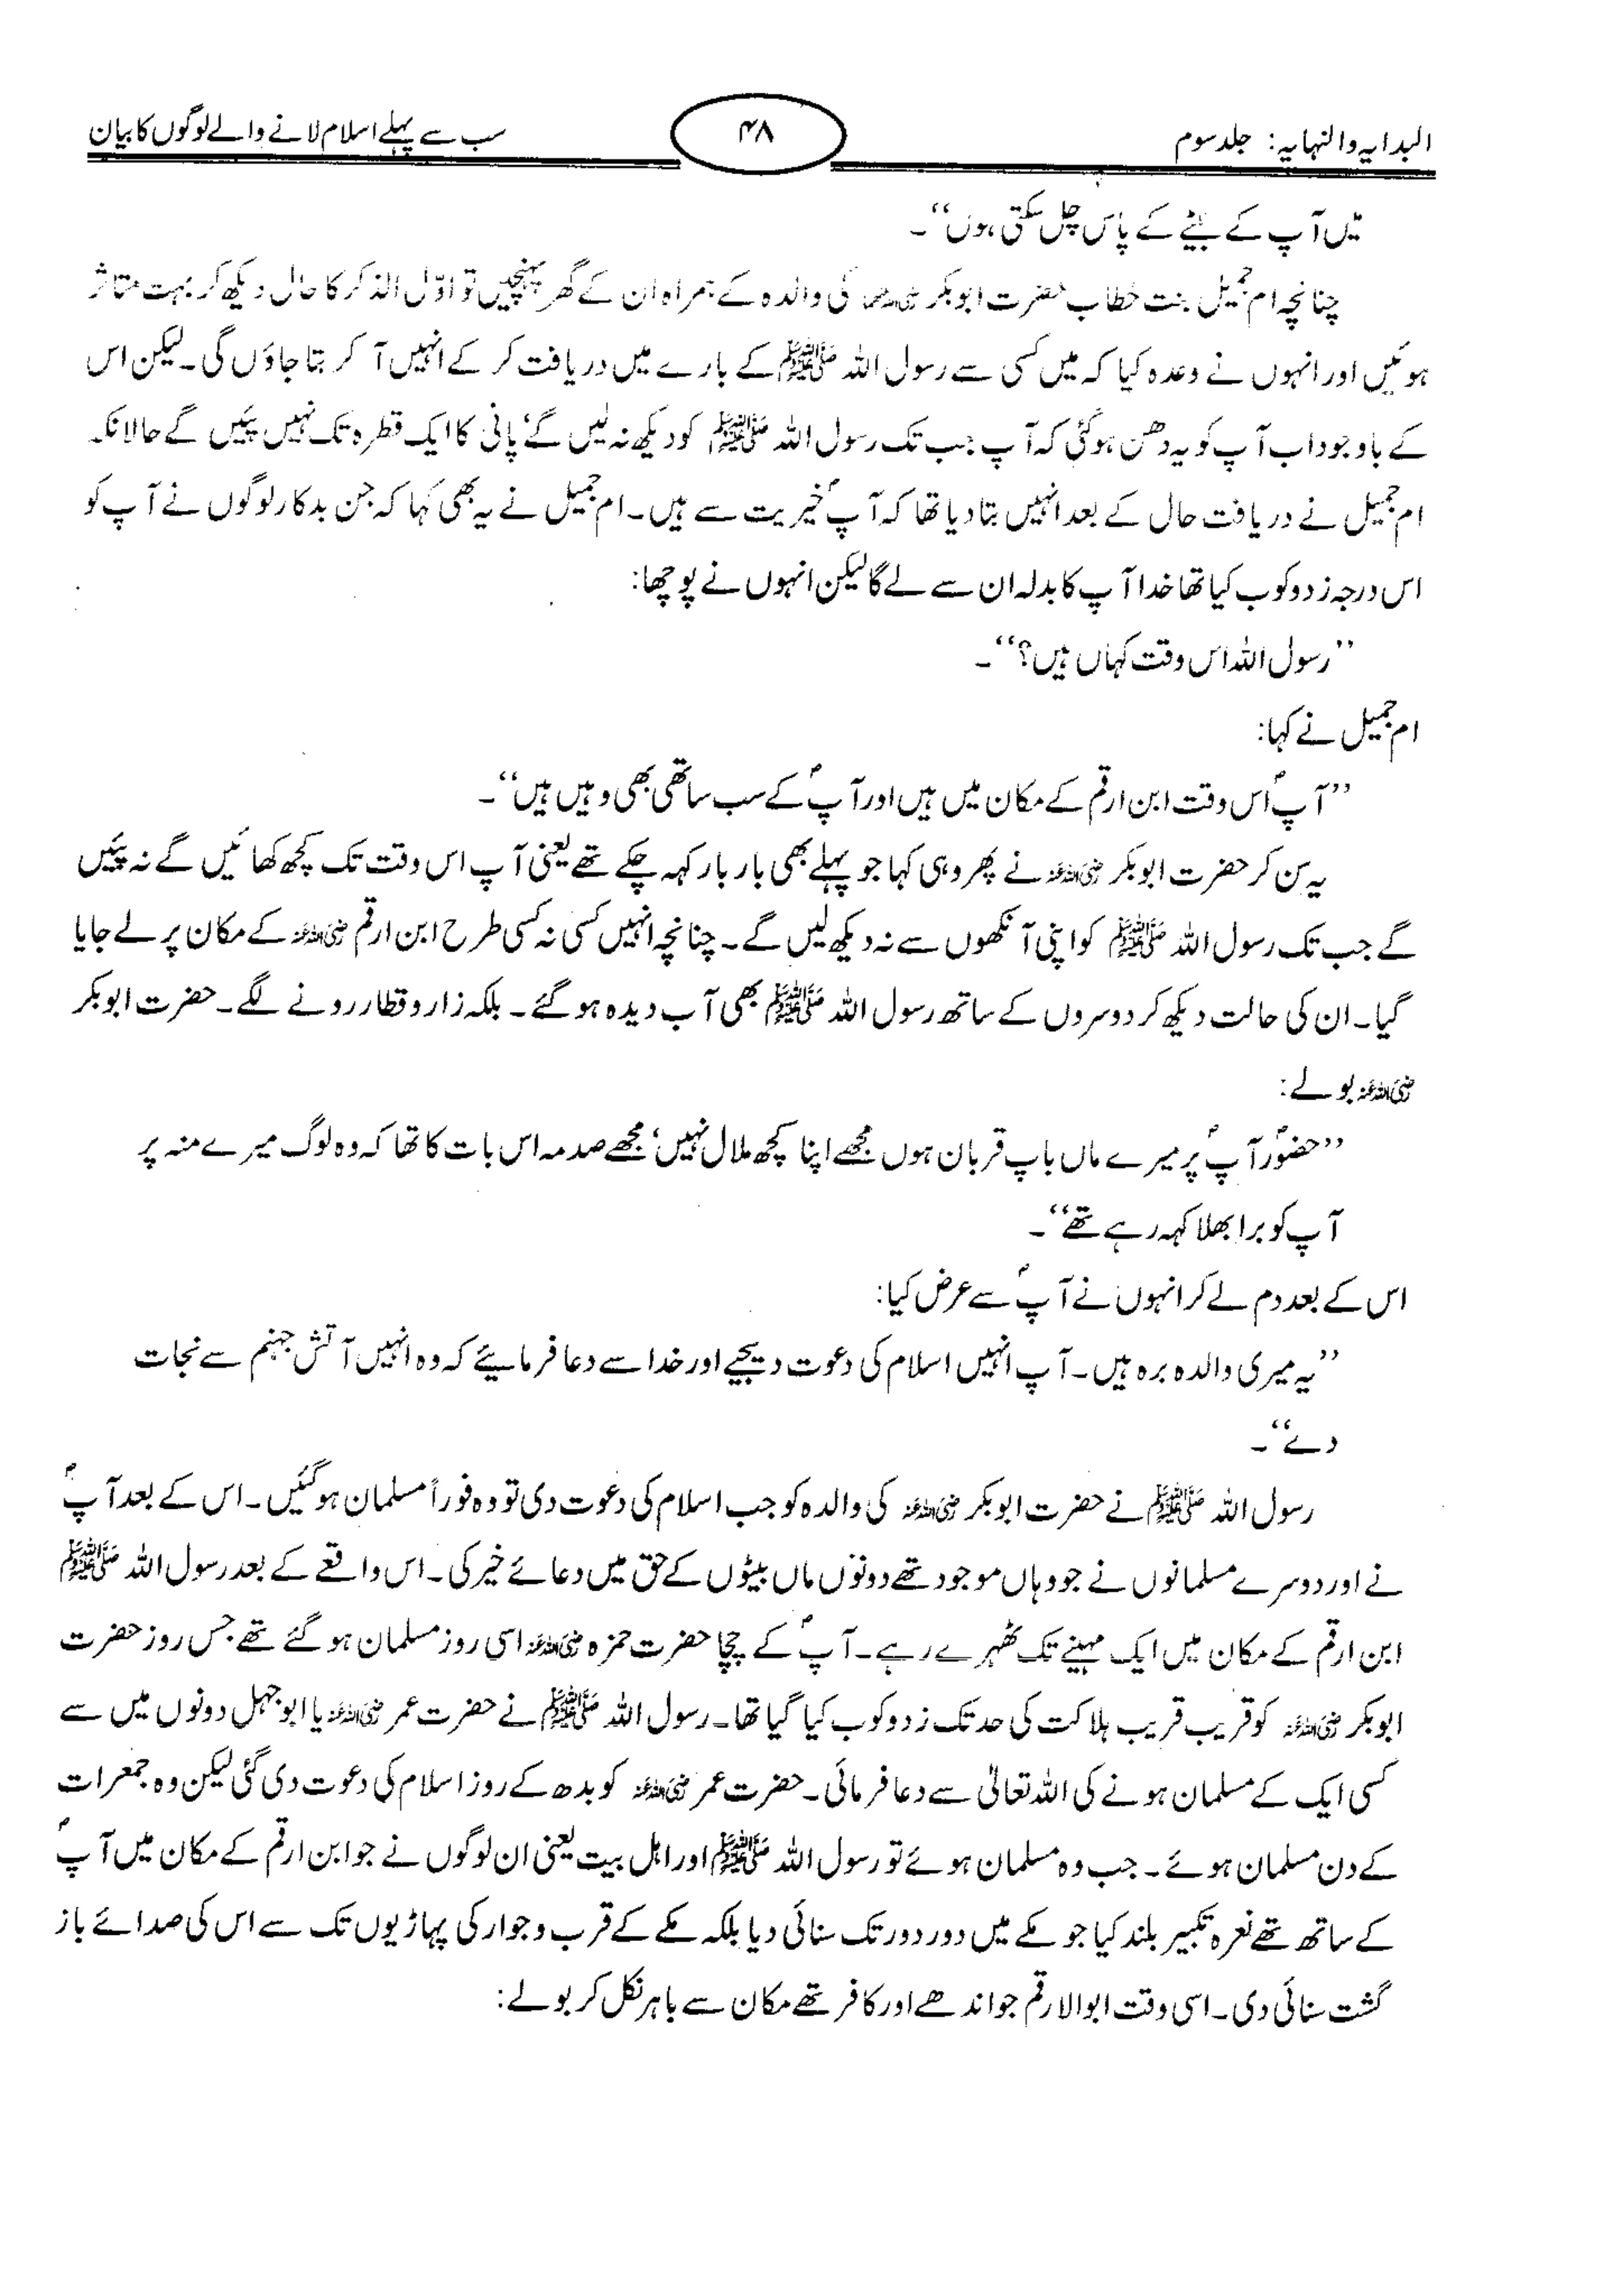 البدایہ والنہایہ: جلد سوم
۴۸
سب سے پہلے اسلام لانے والے لوگوں کا بیان
میں آپ کے بیٹے کے پاس چل سکتی ہوں‘‘۔
چنانچہ ام جمیل بنت خطاب حضرت ابوبکر رضی اللہ عنہ کی والدہ کے ہمراہ ان کے گھر پہنچیں تو اوّل الذکر کا حال دیکھ کر بہت متاثر
ہوئیں اور انہوں نے وعدہ کیا کہ میں کسی سے رسول اللہ ﷺ کے بارے میں دریافت کر کے انہیں آ کر بتا جاؤں گی۔ لیکن اس
کے باوجود اب آپ کو یہ دھن ہوگئی کہ آپ جب تک رسول اللہ ﷺ کو دیکھ نہ لیں گے‘ پانی کا ایک قطرہ تک نہیں پئیں گے حالانکہ
ام جمیل نے دریافت حال کے بعد انہیں بتا دیا تھا کہ آپؐ خیریت سے ہیں۔ ام جمیل نے یہ بھی کہا کہ جن بدکار لوگوں نے آپ کو
اس درجہ زدوکوب کیا تھا خدا آپ کا بدلہ ان سے لے گا لیکن انہوں نے پوچھا:
’’رسول اللہ اس وقت کہاں ہیں؟‘‘۔
ام جمیل نے کہا:
’’آپؐ اس وقت ابن ارقم کے مکان میں ہیں اور آپؐ کے سب ساتھی بھی وہیں ہیں‘‘۔
یہ سن کر حضرت ابوبکر رضی اللہ عنہ نے پھر وہی کہا جو پہلے بھی بار بار کہہ چکے تھے یعنی آپ اس وقت تک کچھ کھائیں گے نہ پئیں
گے جب تک رسول اللہ ﷺ کو اپنی آنکھوں سے نہ دیکھ لیں گے۔ چنانچہ انہیں کسی نہ کسی طرح ابن ارقم رضی اللہ عنہ کے مکان پر لے جایا
گیا۔ ان کی حالت دیکھ کر دوسروں کے ساتھ رسول اللہ ﷺ بھی آب دیدہ ہو گئے۔ بلکہ زار و قطار رونے لگے۔ حضرت ابوبکر
رضی اللہ عنہ بولے:
’’حضورؐ آپؐ پر میرے ماں باپ قربان ہوں مجھے اپنا کچھ ملال نہیں‘ مجھے صدمہ اس بات کا تھا کہ وہ لوگ میرے منہ پر
آپ کو برا بھلا کہہ رہے تھے‘‘۔
اس کے بعد دم لے کر انہوں نے آپؐ سے عرض کیا:
’’یہ میری والدہ برہ ہیں۔ آپ انہیں اسلام کی دعوت دیجیے اور خدا سے دعا فرمائیے کہ وہ انہیں آتش جہنم سے نجات
دے‘‘۔
رسول اللہ ﷺ نے حضرت ابوبکر رضی اللہ عنہ کی والدہ کو جب اسلام کی دعوت دی تو وہ فوراً مسلمان ہوگئیں۔ اس کے بعد آپؐ
نے اور دوسرے مسلمانوں نے جو وہاں موجود تھے دونوں ماں بیٹوں کے حق میں دعائے خیر کی۔ اس واقعے کے بعد رسول اللہ ﷺ
ابن ارقم کے مکان میں ایک مہینے تک ٹھہرے رہے۔ آپؐ کے چچا حضرت حمزہ رضی اللہ عنہ اسی روز مسلمان ہو گئے تھے جس روز حضرت
ابوبکر رضی اللہ عنہ کو قریب قریب ہلاکت کی حد تک زدوکوب کیا گیا تھا۔ رسول اللہ ﷺ نے حضرت عمر رضی اللہ عنہ یا ابوجہل دونوں میں سے
کسی ایک کے مسلمان ہونے کی اللہ تعالیٰ سے دعا فرمائی۔ حضرت عمر رضی اللہ عنہ کو بدھ کے روز اسلام کی دعوت دی گئی لیکن وہ جمعرات
کے دن مسلمان ہوئے۔ جب وہ مسلمان ہوئے تو رسول اللہ ﷺ اور اہل بیت یعنی ان لوگوں نے جو ابن ارقم کے مکان میں آپؐ
کے ساتھ تھے نعرہ تکبیر بلند کیا جو مکے میں دور دور تک سنائی دیا بلکہ مکے کے قرب و جوار کی پہاڑیوں تک سے اس کی صدائے باز
گشت سنائی دی۔ اسی وقت ابوالارقم جو اندھے اور کافر تھے مکان سے باہر نکل کر بولے: